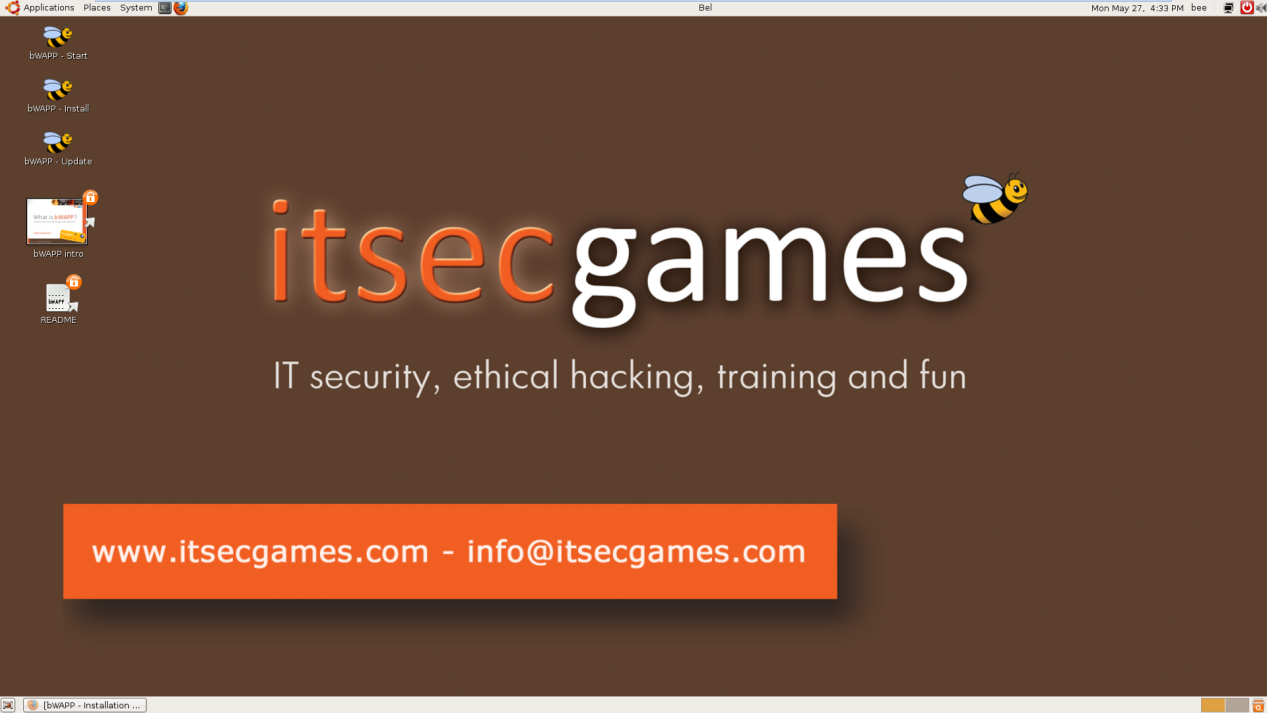 Applications Places System Bel Mon May 27, 4:33 PM bee
bWAPP - Start
bWAPP - Install
bWAPP - Update
What is bWAPP?
bWAPP intro
bWAPP
README
itsecgames
IT security, ethical hacking, training and fun
www.itsecgames.com - info@itsecgames.com
[bWAPP - Installation ...